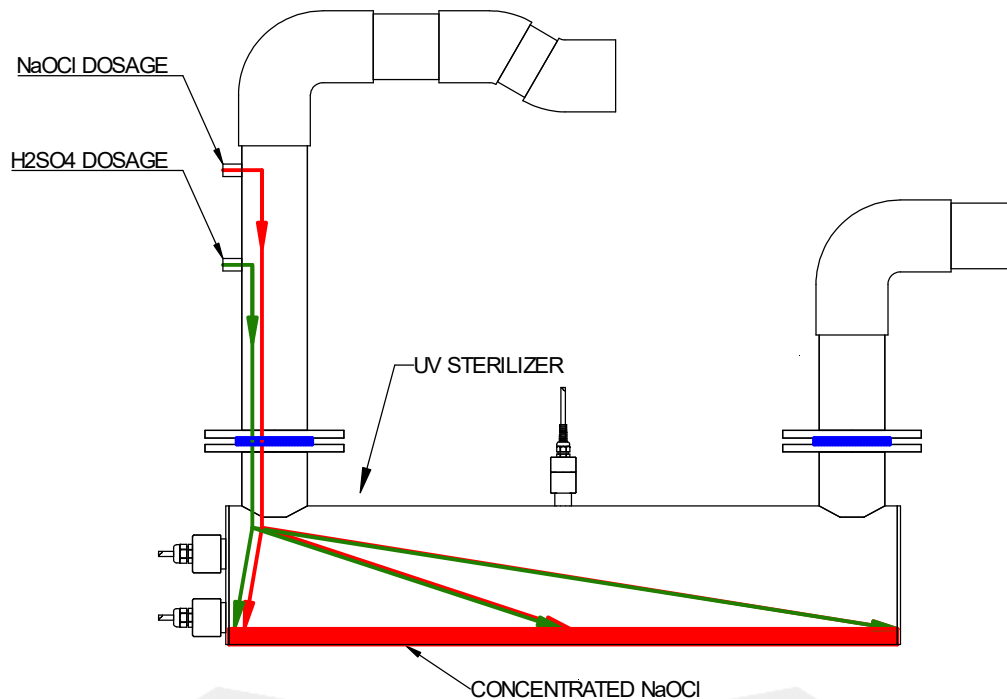 NaOCl DOSAGE
H2SO4 DOSAGE
UV STERILIZER
CONCENTRATED NaOCl